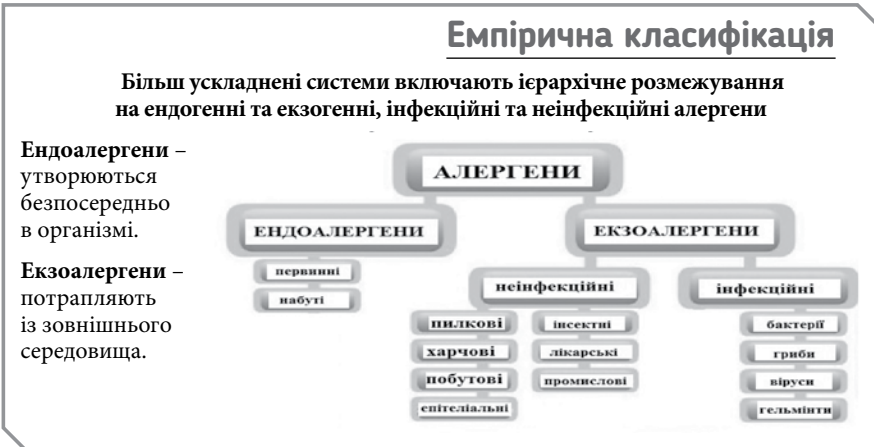 Емпірична класифікація
Більш ускладнені системи включають ієрархічне розмежування
на ендогенні та екзогенні, інфекційні та неінфекційні алергени
Ендоалергени –
утворюються
безпосередньо
в організмі.
Екзоалергени –
потрапляють
із зовнішнього
середовища.
АЛЕРГЕНИ
ЕНДОАЛЕРГЕНИ
ЕКЗОАЛЕРГЕНИ
первинні
набуті
неінфекційні
інфекційні
пилкові
харчові
побутові
епітеліальні
інсектні
лікарські
промислові
бактерії
гриби
віруси
гельмінти